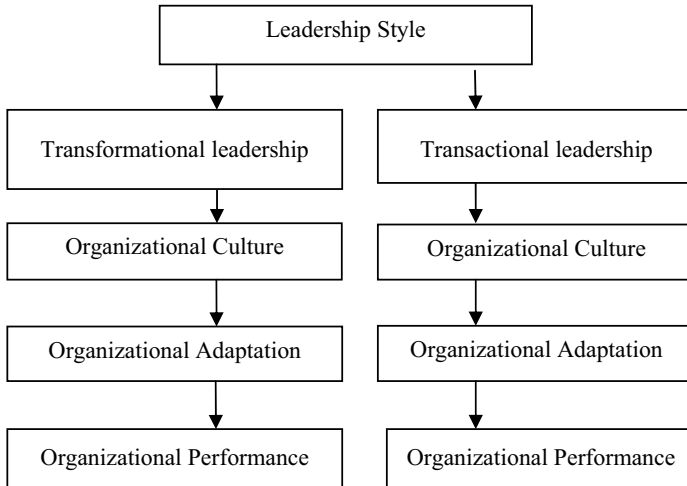 Leadership Style
Transformational leadership
Transactional leadership
Organizational Culture
Organizational Culture
Organizational Adaptation
Organizational Adaptation
Organizational Performance
Organizational Performance